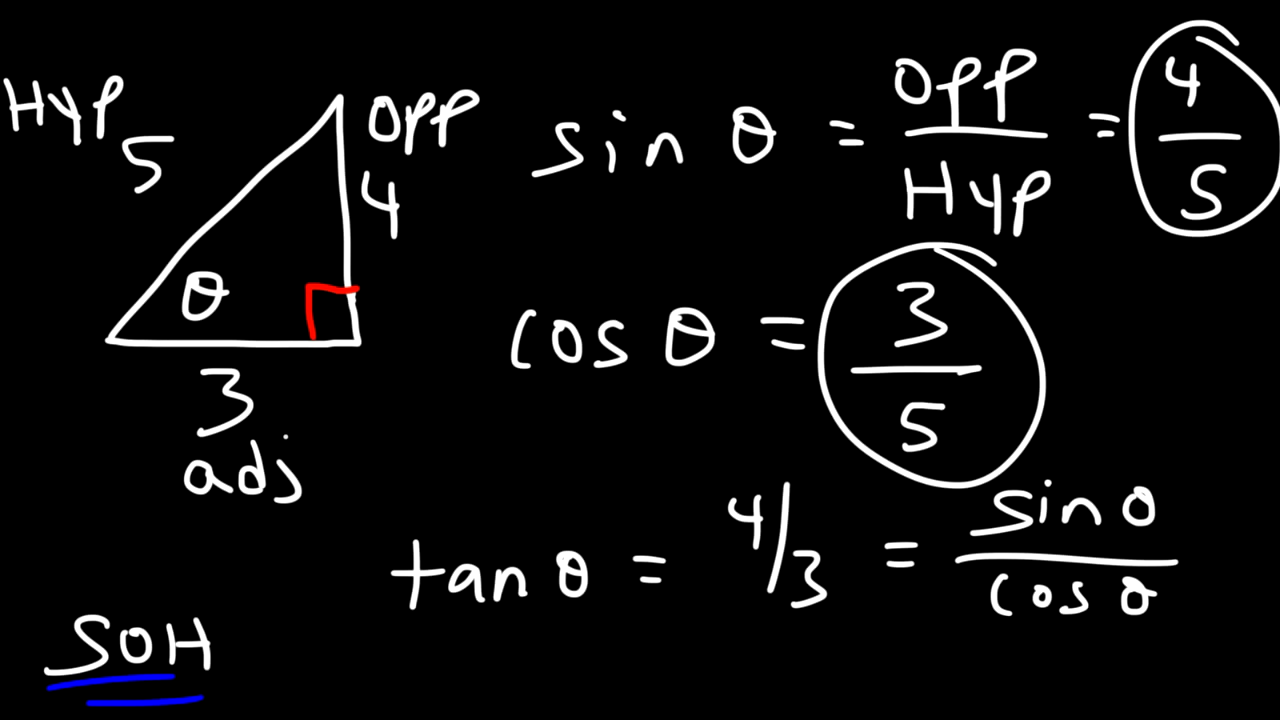 Hyp
5
Opp
4
θ
3
adj
sin θ = Opp/Hyp = 4/5
cos θ = 3/5
tan θ = 4/3 = sin θ/cos θ
SOH